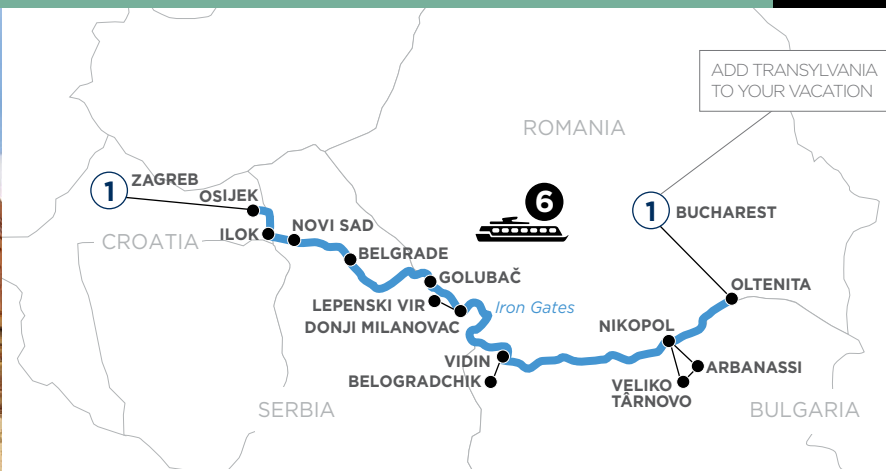 ADD TRANSYLVANIA
TO YOUR VACATION
ROMANIA
1
ZAGREB
OSIJEK
6
1
BUCHAREST
CROATIA
ILOK
NOVI SAD
BELGRADE
GOLUBAČ
OLTENITA
LEPENSKI VIR
Iron Gates
DONJI MILANOVAC
NIKOPOL
VIDIN
ARBANASSI
BELOGRADCHIK
VELIKO
TÂRNOVO
SERBIA
BULGARIA